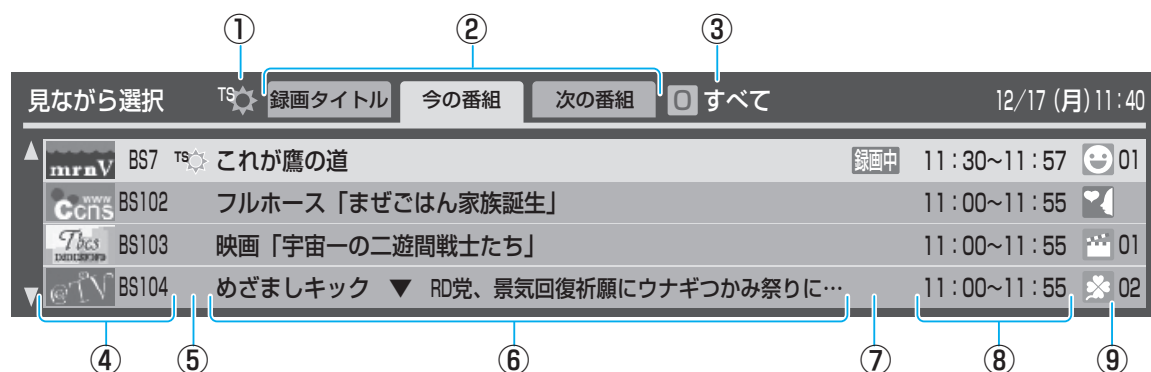 ① ② ③
見ながら選択 TS 録画タイトル 今の番組 次の番組 0 すべて 12/17 (月) 11:40
mrnV BS7 TS これが鷹の道 録画中 11:30~11:57 01
www Ccns BS102 フルホース「まぜごはん家族誕生」 11:00~11:55
Tbcs BS103 映画「宇宙一の二遊間戦士たち」 11:00~11:55 01
@TV BS104 めざましキック ▼ RD党、景気回復祈願にウナギつかみ祭りに… 11:00~11:55 02
④ ⑤ ⑥ ⑦ ⑧ ⑨